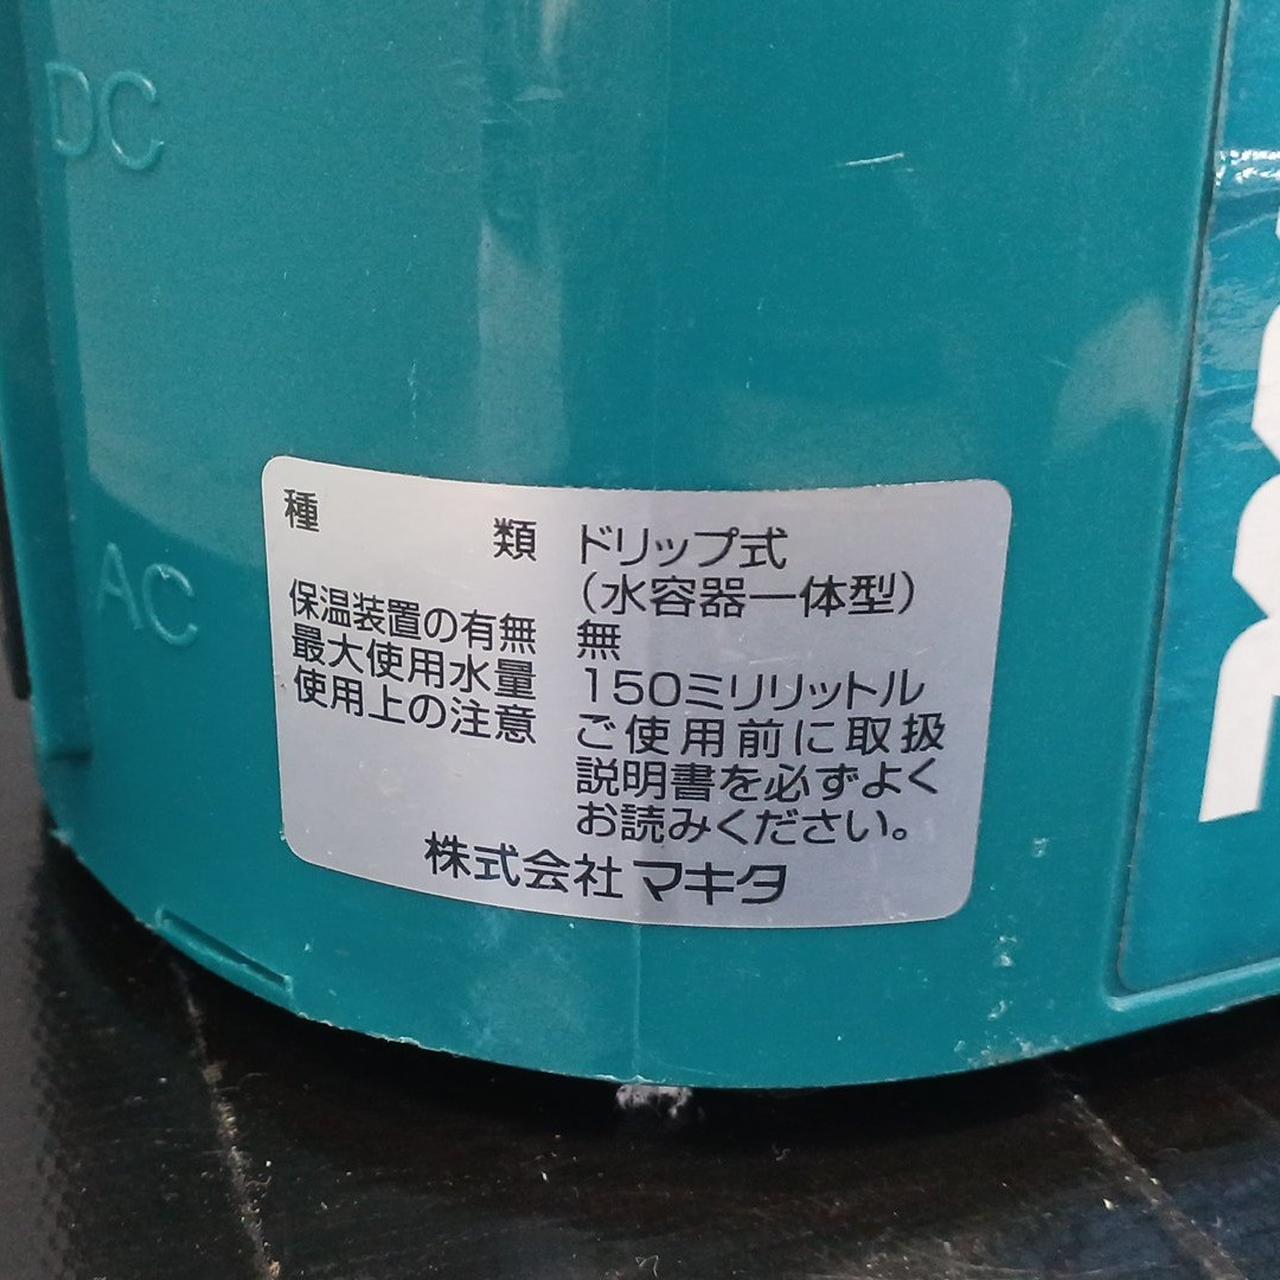 DC
AC
種 類 ドリップ式
(水容器一体型)
保温装置の有無 無
最大使用水量 150ミリリットル
使用上の注意 ご使用前に取扱
説明書を必ずよく
お読みください。
株式会社マキタ